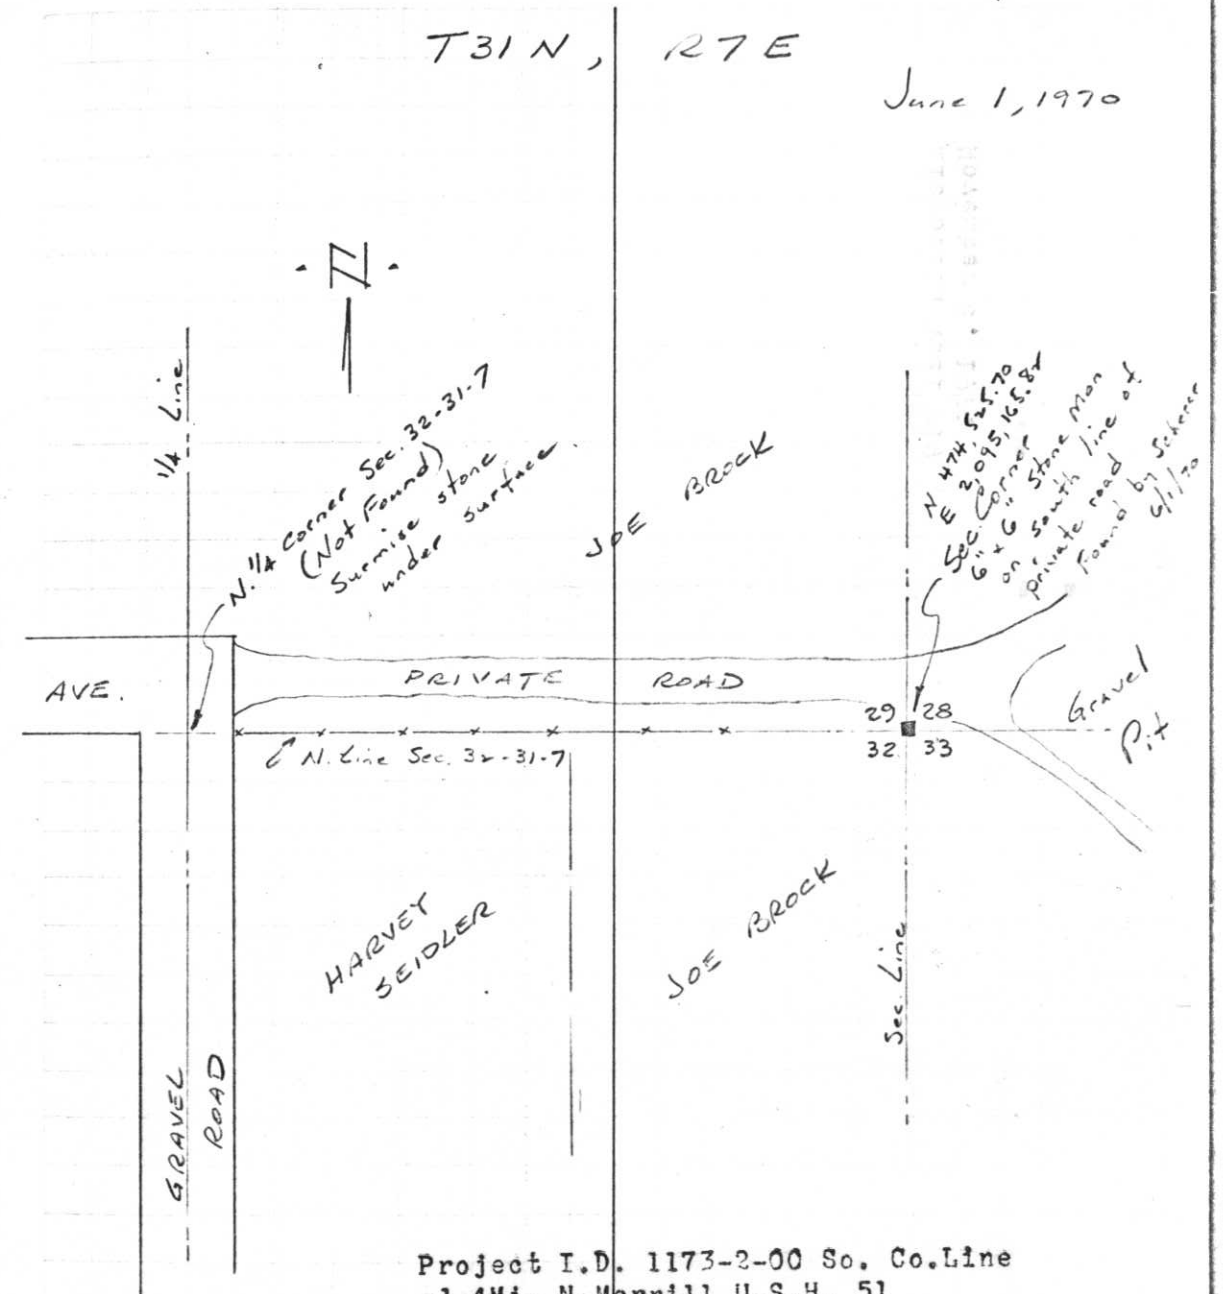 T31N, R7E
June 1, 1970
N
1/4 Line
N. 1/4 Corner Sec. 32-31-7
(Not Found)
Surmise stone
under surface
JOE BROCK
N 474,525.70
E 2,095,165.82
Sec. Corner
6" x 6" Stone Mon
on south line of
private road
Found by Scherer
6/1/70
AVE.
PRIVATE ROAD
Gravel
Pit
29 28
32 33
N. Line Sec. 32-31-7
HARVEY
SEIDLER
JOE BROCK
Sec. Line
GRAVEL
ROAD
Project I.D. 1173-2-00 So. Co.Line
N.Merrill U.S.H. 51